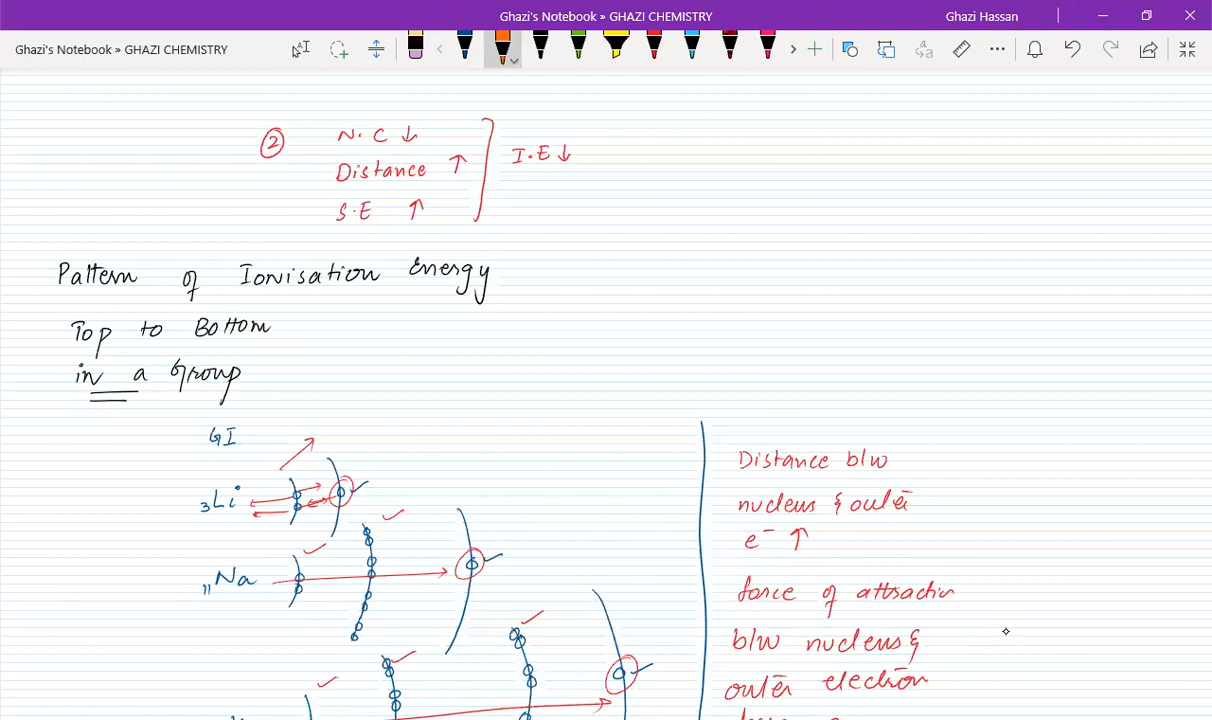 Ghazi's Notebook » GHAZI CHEMISTRY
Ghazi Hassan
Ghazi's Notebook » GHAZI CHEMISTRY
② N.C ↓
Distance ↑
S.E ↑
I.E ↓
Pattern of Ionisation Energy
Top to Bottom
in a Group
GI
₃Li
₁₁Na
Distance b/w
nucleus & outer
e⁻ ↑
force of attraction
b/w nucleus &
outer electron